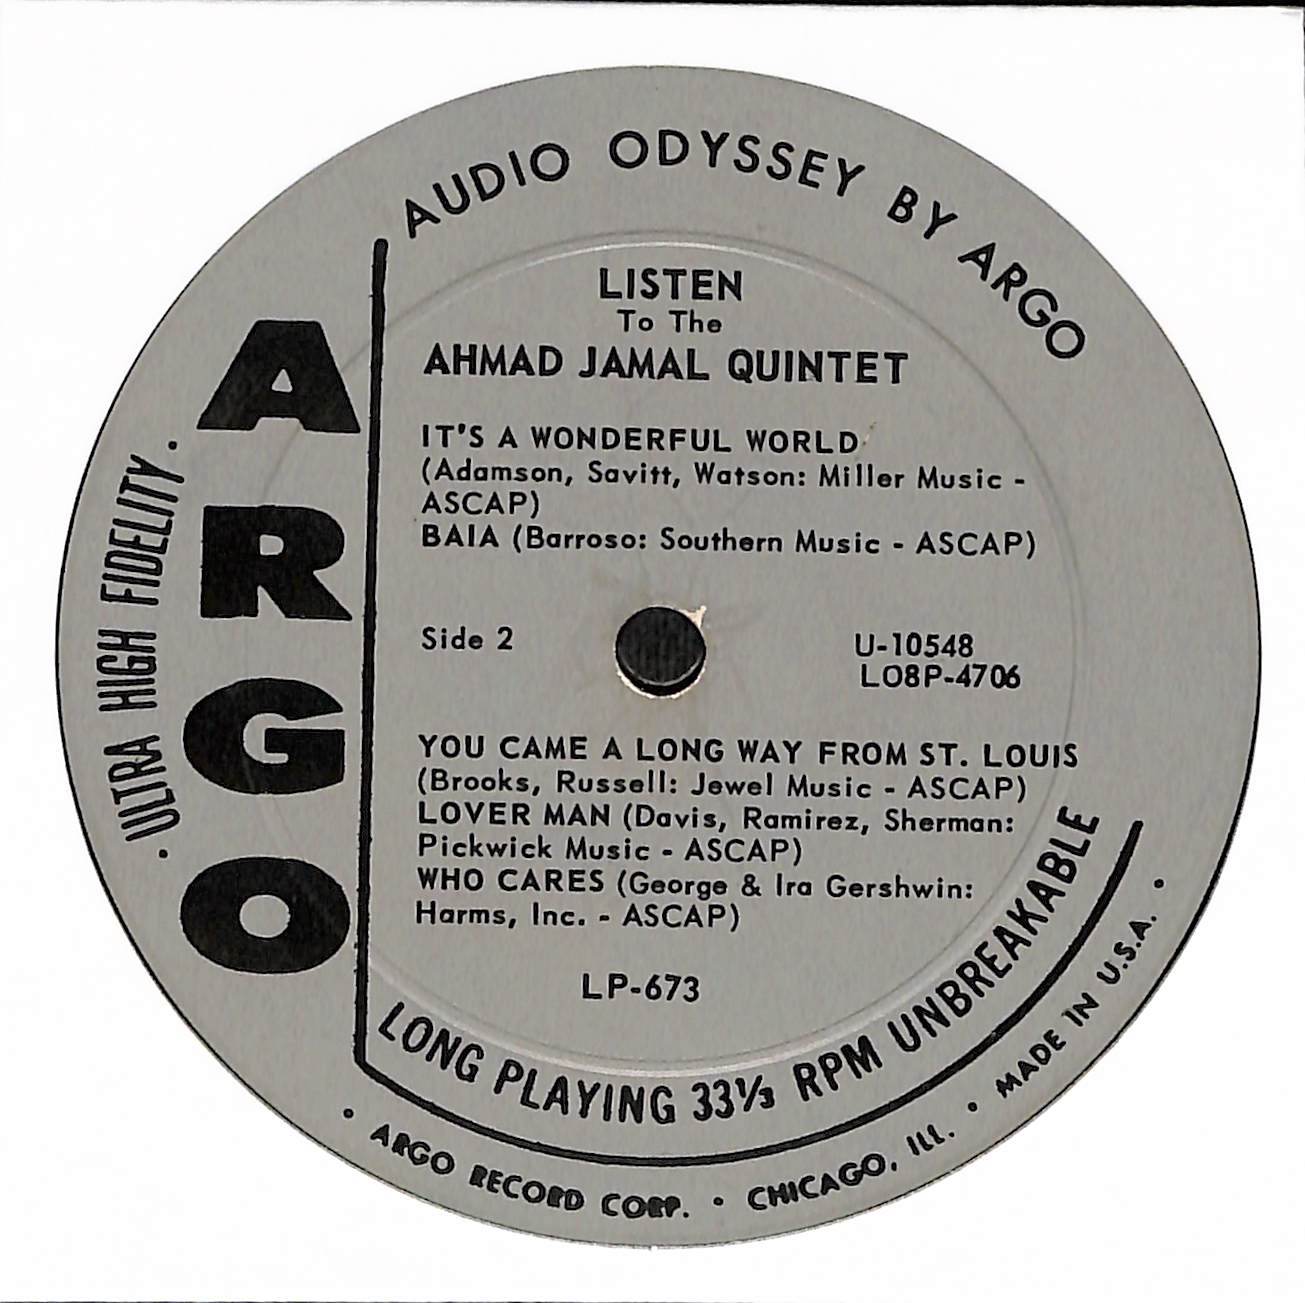 AUDIO ODYSSEY BY ARGO
. ULTRA HIGH FIDELITY .
ARGO
LISTEN
To The
AHMAD JAMAL QUINTET
IT'S A WONDERFUL WORLD
(Adamson, Savitt, Watson: Miller Music -
ASCAP)
BAIA (Barroso: Southern Music - ASCAP)
Side 2
U-10548
LO8P-4706
YOU CAME A LONG WAY FROM ST. LOUIS
(Brooks, Russell: Jewel Music - ASCAP)
LOVER MAN (Davis, Ramirez, Sherman:
Pickwick Music - ASCAP)
WHO CARES (George & Ira Gershwin:
Harms, Inc. - ASCAP)
LP-673
LONG PLAYING 33⅓ RPM UNBREAKABLE
• ARGO RECORD CORP. • CHICAGO, ILL. • MADE IN U.S.A. •